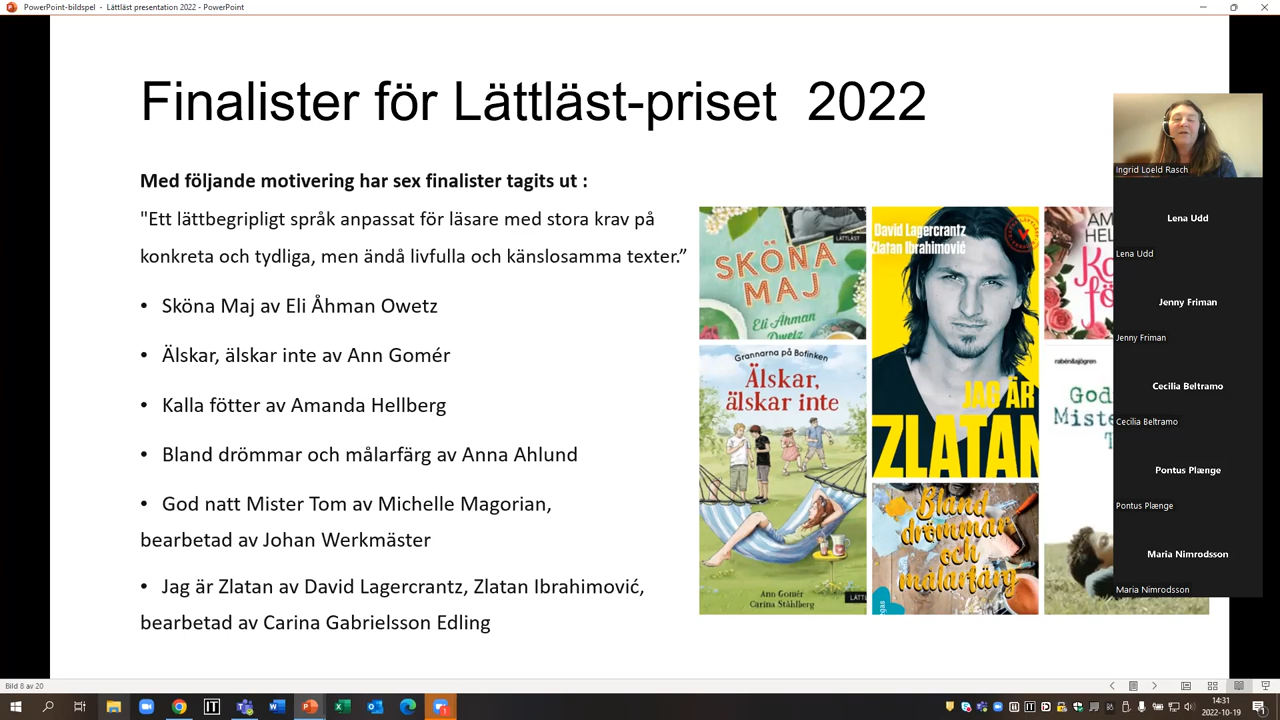 PowerPoint-bildspel - Lättläst presentation 2022 - PowerPoint
Finalister för Lättläst-priset 2022
Med följande motivering har sex finalister tagits ut :
"Ett lättbegripligt språk anpassat för läsare med stora krav på
konkreta och tydliga, men ändå livfulla och känslosamma texter.”
• Sköna Maj av Eli Åhman Owetz
• Älskar, älskar inte av Ann Gomér
• Kalla fötter av Amanda Hellberg
• Bland drömmar och målarfärg av Anna Ahlund
• God natt Mister Tom av Michelle Magorian,
bearbetad av Johan Werkmäster
• Jag är Zlatan av David Lagercrantz, Zlatan Ibrahimović,
bearbetad av Carina Gabrielsson Edling
LÄTTLÄST
SKÖNA
MAJ
Eli Åhman
Owetz
Grannarna på Bofinken
Älskar,
älskar inte
Ann Gomér
Carina Ståhlberg
LÄTTL
David Lagercrantz
Zlatan Ibrahimović
JAG ÄR
ZLATAN
Bland
drömmar
och
målarfärg
AM
HEL
rabén&sjögren
God
Miste
T
Ingrid Loeld Rasch
Lena Udd
Lena Udd
Jenny Friman
Jenny Friman
Cecilia Beltramo
Cecilia Beltramo
Pontus Plænge
Pontus Plænge
Maria Nimrodsson
Maria Nimrodsson
Bild 8 av 20
14:31
2022-10-19